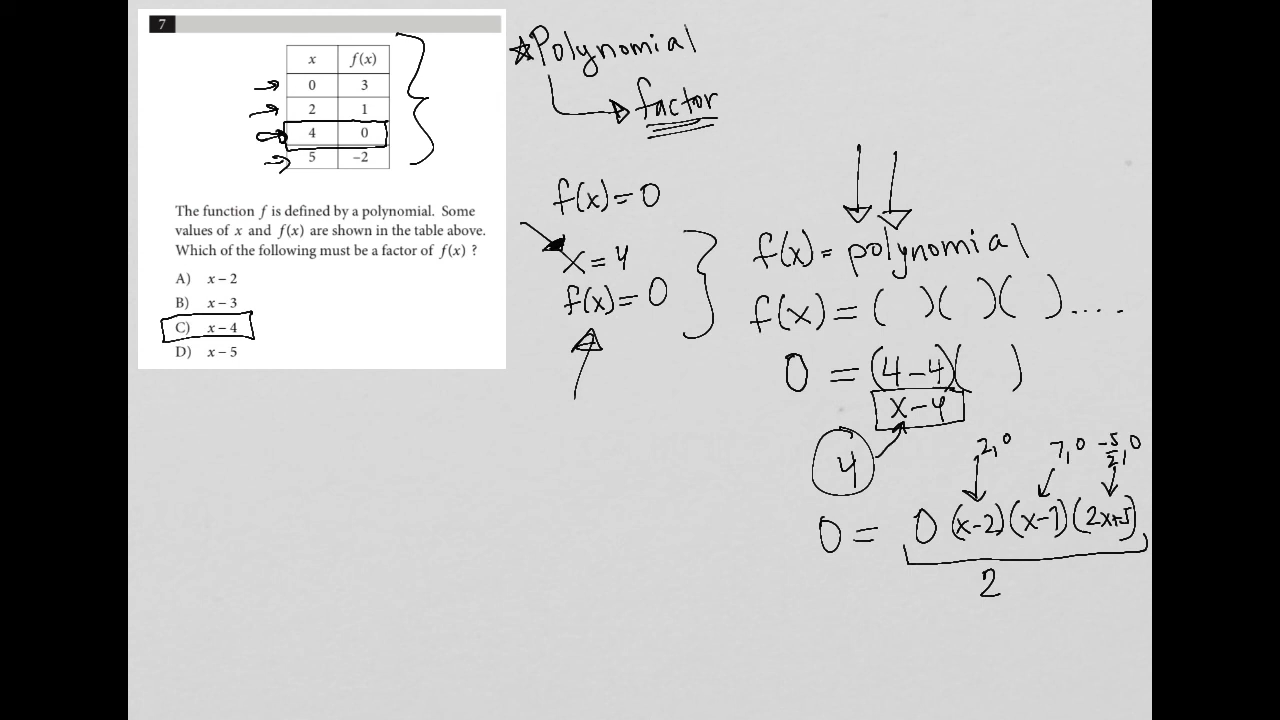 7
x f(x)
0 3
2 1
4 0
5 −2
The function f is defined by a polynomial. Some
values of x and f(x) are shown in the table above.
Which of the following must be a factor of f(x) ?
A) x − 2
B) x − 3
C) x − 4
D) x − 5
Polynomial
factor
f(x) = 0
x = 4
f(x) = 0
f(x) = polynomial
f(x) = ( )( )( )....
0 = (4 − 4)( )
x − 4
4
2,0 7,0 −5/2,0
0 = 0 (x−2)(x−7)(2x+5)
2